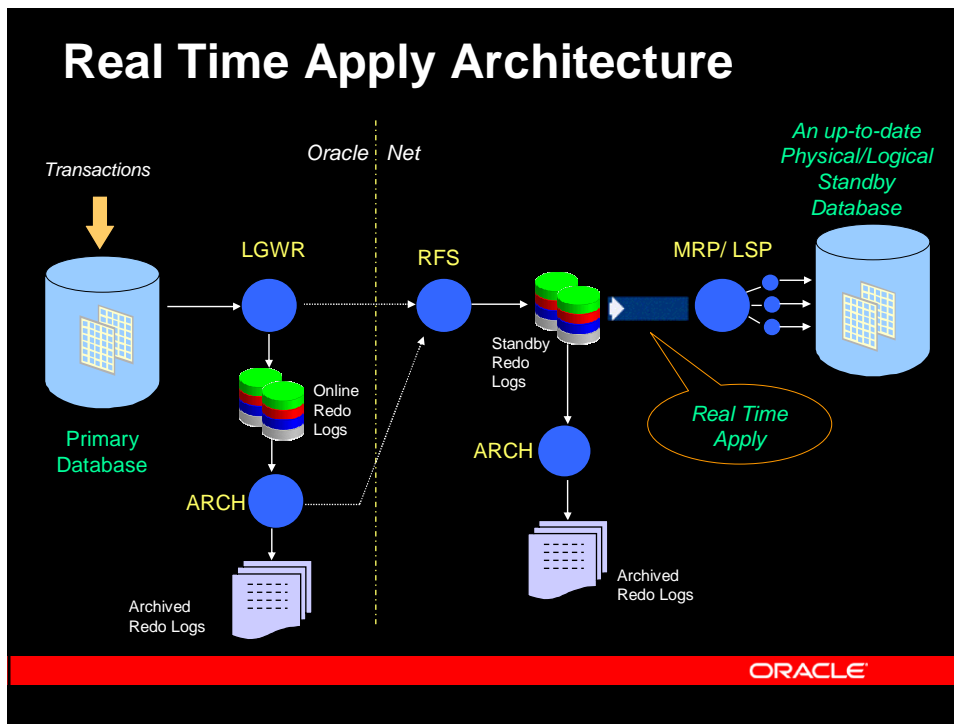 Real Time Apply Architecture
Transactions
Oracle Net
An up-to-date
Physical/Logical
Standby
Database
LGWR
RFS
MRP/ LSP
Online
Redo
Logs
Standby
Redo
Logs
Real Time
Apply
Primary
Database
ARCH
ARCH
Archived
Redo Logs
Archived
Redo Logs
ORACLE